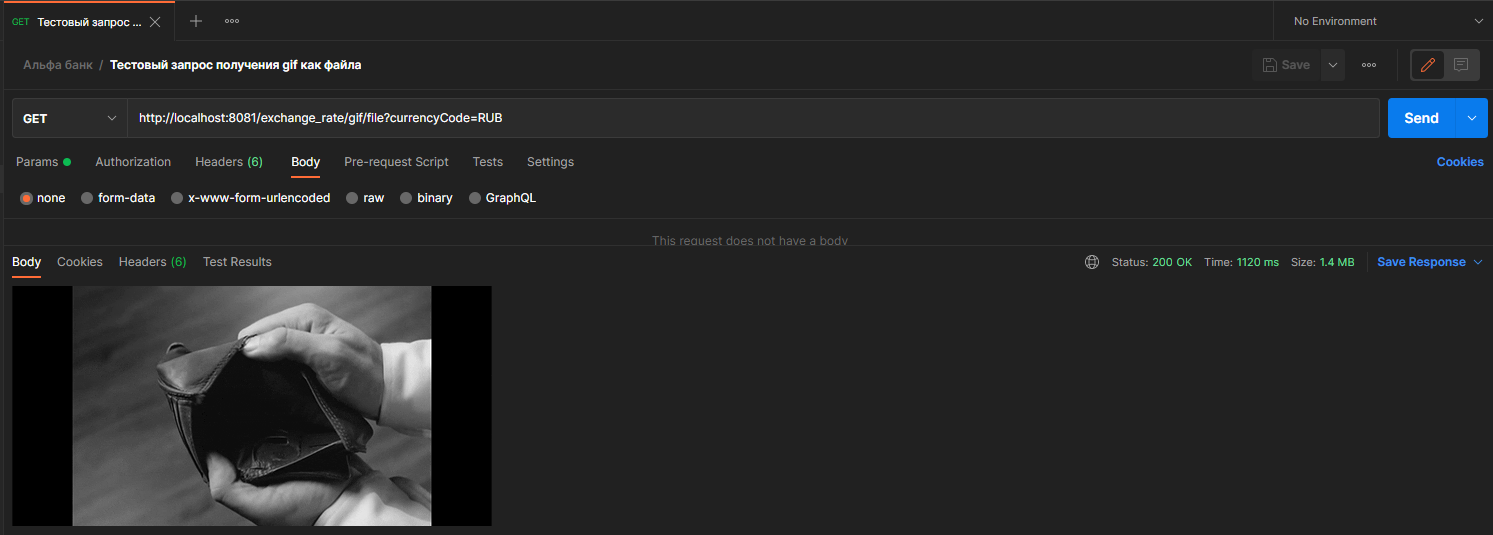 GET Тестовый запрос ... No Environment
Альфа банк / Тестовый запрос получения gif как файла Save
GET http://localhost:8081/exchange_rate/gif/file?currencyCode=RUB Send
Params Authorization Headers (6) Body Pre-request Script Tests Settings Cookies
none form-data x-www-form-urlencoded raw binary GraphQL
This request does not have a body
Body Cookies Headers (6) Test Results Status: 200 OK Time: 1120 ms Size: 1.4 MB Save Response